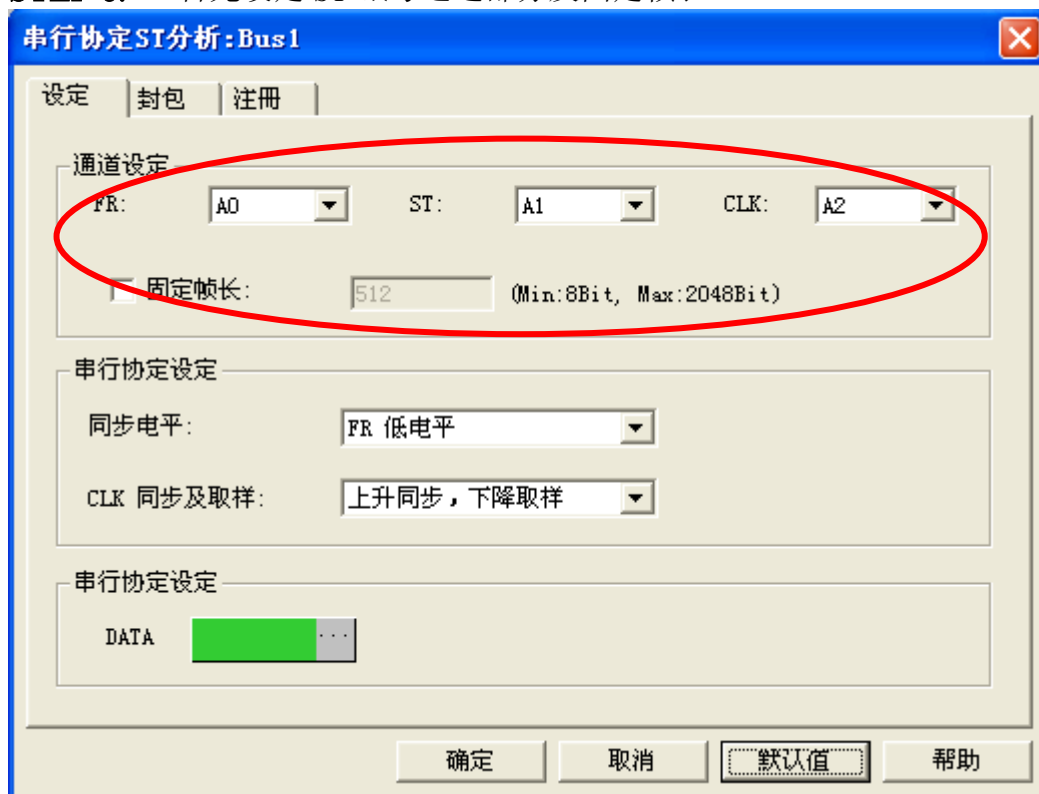 串行协定ST分析:Bus1
设定 封包 注册
通道设定
FR: A0 ST: A1 CLK: A2
固定帧长: 512 (Min:8Bit, Max:2048Bit)
串行协定设定
同步电平: FR 低电平
CLK 同步及取样: 上升同步，下降取样
串行协定设定
DATA ...
确定 取消 默认值 帮助